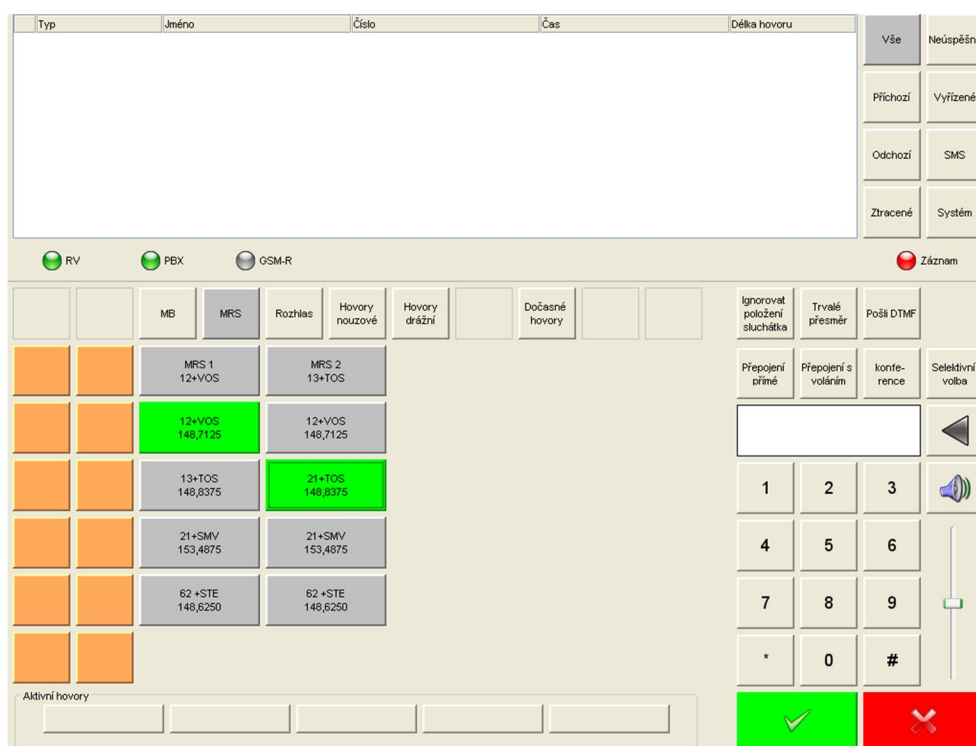 Typ Jméno Číslo Čas Délka hovoru
Vše Neúspěšn
Příchozí Vyřízené
Odchozí SMS
Ztracené Systém
RV PBX GSM-R Záznam
MB MRS Rozhlas Hovory nouzové Hovory drážní Dočasné hovory
Ignorovat položení sluchátka Trvalé přesměr Pošli DTMF
MRS 1
12+VOS
MRS 2
13+TOS
Přepojení přímé Přepojení s voláním konfe-rence Selektivní volba
12+VOS
148,7125
12+VOS
148,7125
13+TOS
148,8375
21+TOS
148,8375
1 2 3
21+SMV
153,4875
21+SMV
153,4875
4 5 6
62 +STE
148,6250
62 +STE
148,6250
7 8 9
* 0 #
Aktivní hovory